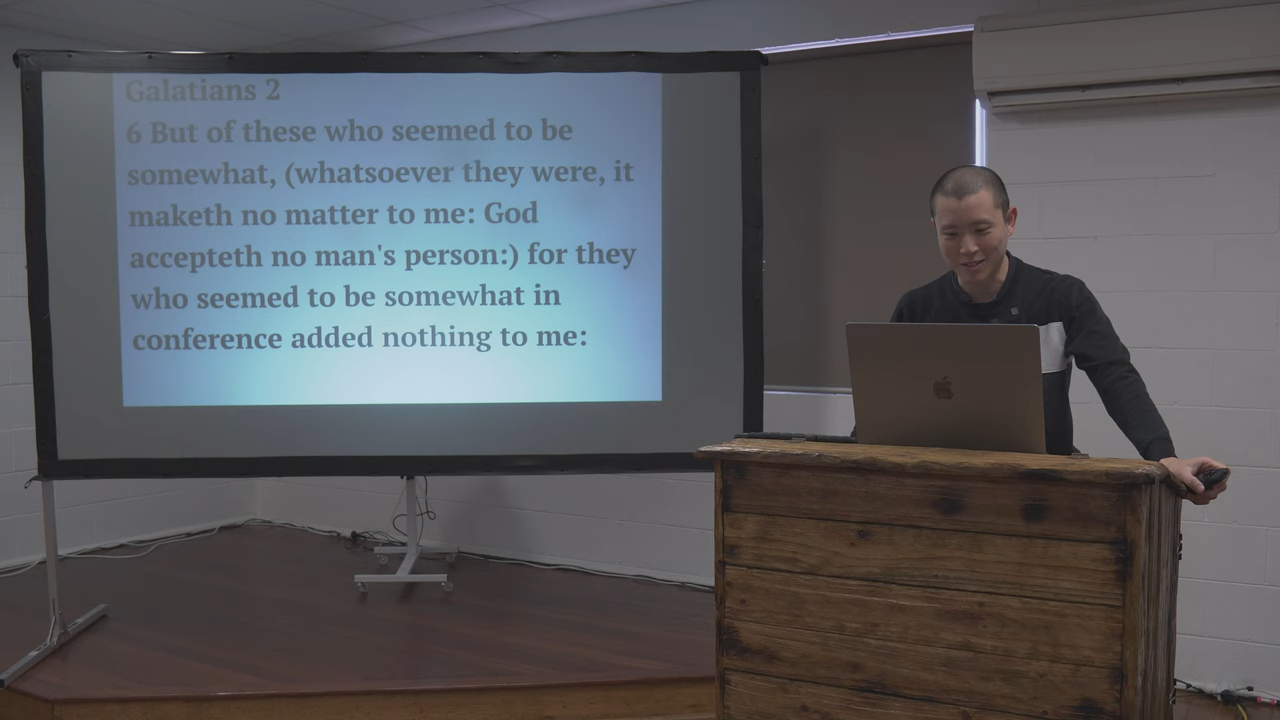 Galatians 2
6 But of these who seemed to be
somewhat, (whatsoever they were, it
maketh no matter to me: God
accepteth no man's person:) for they
who seemed to be somewhat in
conference added nothing to me: